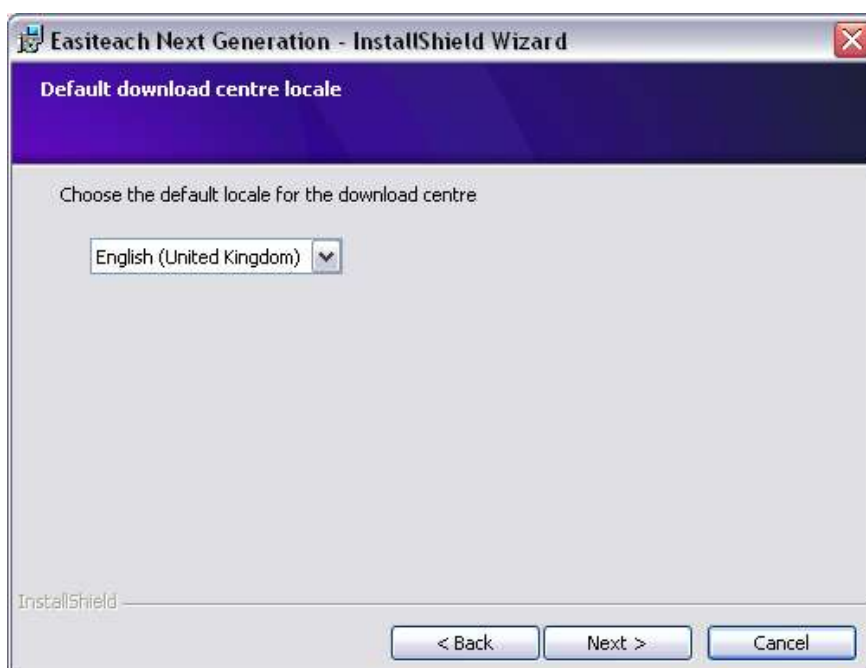 Easiteach Next Generation - InstallShield Wizard
Default download centre locale
Choose the default locale for the download centre
English (United Kingdom)
InstallShield
< Back Next > Cancel